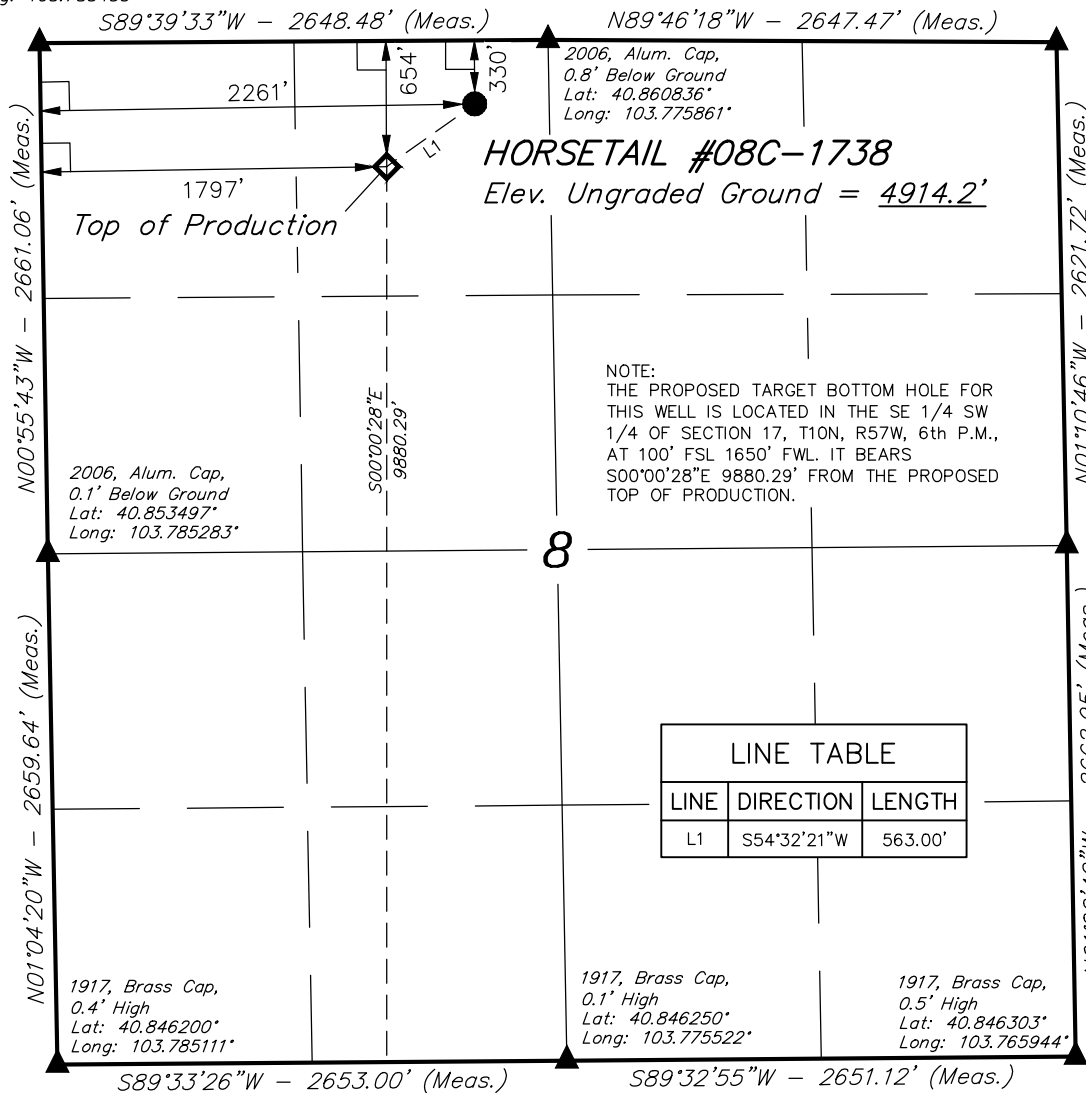 S89°39'33"W - 2648.48' (Meas.)
N89°46'18"W - 2647.47' (Meas.)
2261'
654'
330'
2006, Alum. Cap,
0.8' Below Ground
Lat: 40.860836°
Long: 103.775861°
L1
HORSETAIL #08C-1738
Elev. Ungraded Ground = 4914.2'
1797'
Top of Production
N00°55'43"W - 2661.06' (Meas.)
N01°10'46"W - 2621.72' (Meas.)
S00°00'28"E
9880.29'
NOTE:
THE PROPOSED TARGET BOTTOM HOLE FOR
THIS WELL IS LOCATED IN THE SE 1/4 SW
1/4 OF SECTION 17, T10N, R57W, 6th P.M.,
AT 100' FSL 1650' FWL. IT BEARS
S00°00'28"E 9880.29' FROM THE PROPOSED
TOP OF PRODUCTION.
2006, Alum. Cap,
0.1' Below Ground
Lat: 40.853497°
Long: 103.785283°
8
N01°04'20"W - 2659.64' (Meas.)
(Meas.)
LINE TABLE
LINE DIRECTION LENGTH
L1 S54°32'21"W 563.00'
1917, Brass Cap,
0.4' High
Lat: 40.846200°
Long: 103.785111°
1917, Brass Cap,
0.1' High
Lat: 40.846250°
Long: 103.775522°
1917, Brass Cap,
0.5' High
Lat: 40.846303°
Long: 103.765944°
S89°33'26"W - 2653.00' (Meas.)
S89°32'55"W - 2651.12' (Meas.)